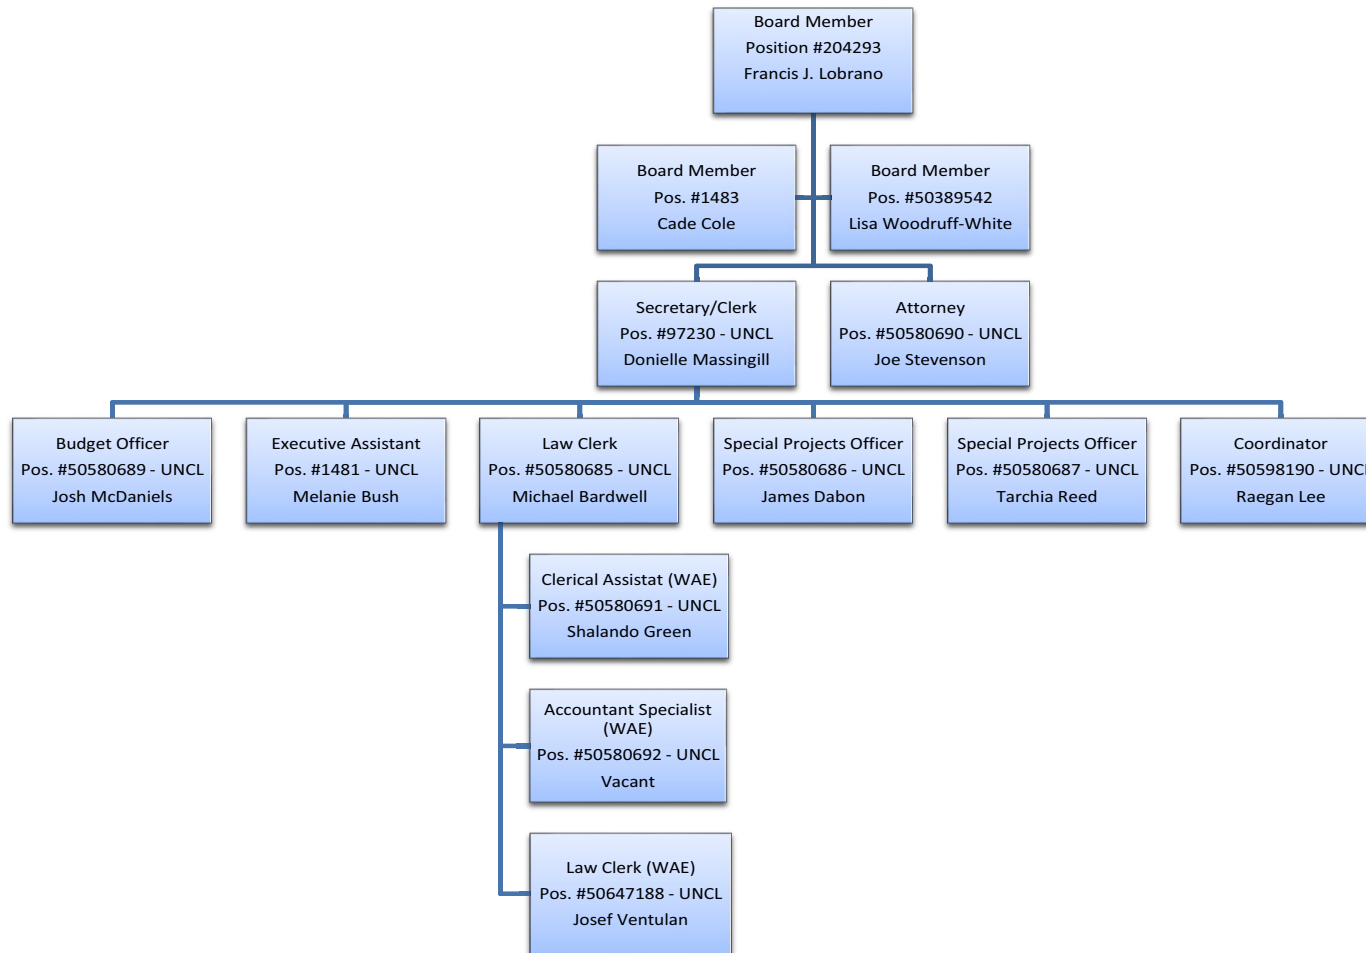 Board Member
Position #204293
Francis J. Lobrano
Board Member
Pos. #1483
Cade Cole
Board Member
Pos. #50389542
Lisa Woodruff-White
Secretary/Clerk
Pos. #97230 - UNCL
Donielle Massingill
Attorney
Pos. #50580690 - UNCL
Joe Stevenson
Budget Officer
Pos. #50580689 - UNCL
Josh McDaniels
Executive Assistant
Pos. #1481 - UNCL
Melanie Bush
Law Clerk
Pos. #50580685 - UNCL
Michael Bardwell
Special Projects Officer
Pos. #50580686 - UNCL
James Dabon
Special Projects Officer
Pos. #50580687 - UNCL
Tarchia Reed
Coordinator
Pos. #50598190 - UNCL
Raegan Lee
Clerical Assistat (WAE)
Pos. #50580691 - UNCL
Shalando Green
Accountant Specialist
(WAE)
Pos. #50580692 - UNCL
Vacant
Law Clerk (WAE)
Pos. #50647188 - UNCL
Josef Ventulan